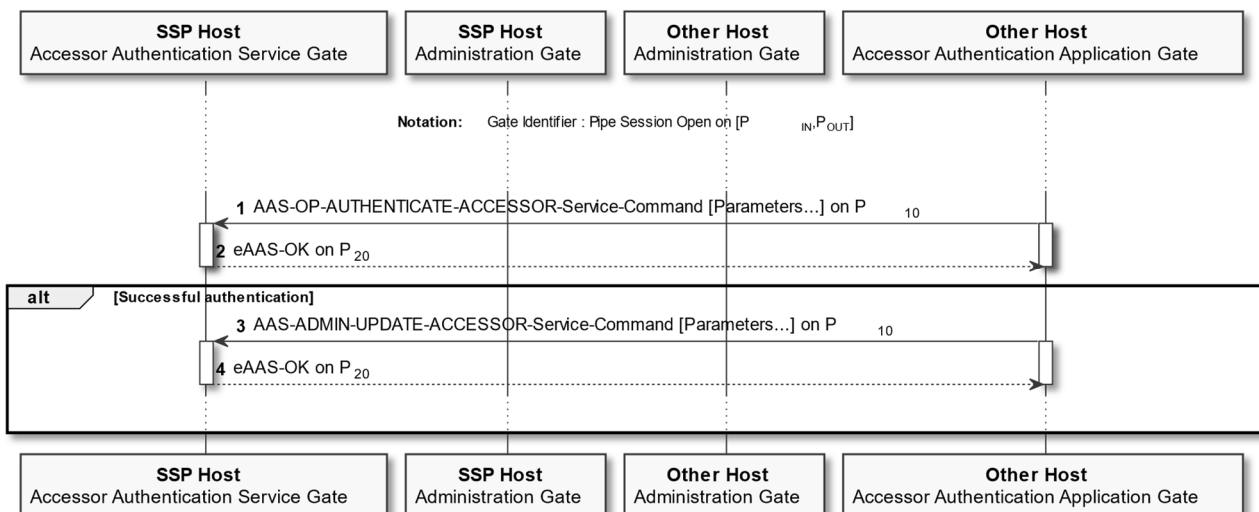 SSP Host
Accessor Authentication Service Gate
SSP Host
Administration Gate
Other Host
Administration Gate
Other Host
Accessor Authentication Application Gate
Notation: Gate Identifier : Pipe Session Open on [P IN,POUT]
1 AAS-OP-AUTHENTICATE-ACCESSOR-Service-Command [Parameters...] on P 10
2 eAAS-OK on P20
alt [Successful authentication]
3 AAS-ADMIN-UPDATE-ACCESSOR-Service-Command [Parameters...] on P 10
4 eAAS-OK on P20
SSP Host
Accessor Authentication Service Gate
SSP Host
Administration Gate
Other Host
Administration Gate
Other Host
Accessor Authentication Application Gate